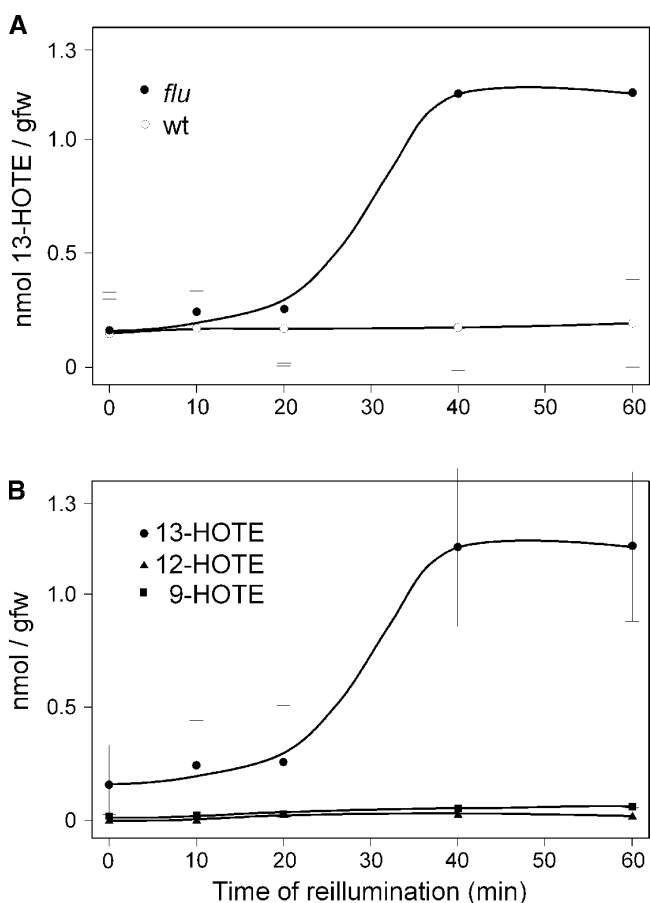 A
1.3
flu
wt
1.0
nmol 13-HOTE / gfw
0.5
0
0 10 20 30 40 50 60
B
1.3
13-HOTE
12-HOTE
9-HOTE
1.0
nmol / gfw
0.5
0
0 10 20 30 40 50 60
Time of reillumination (min)